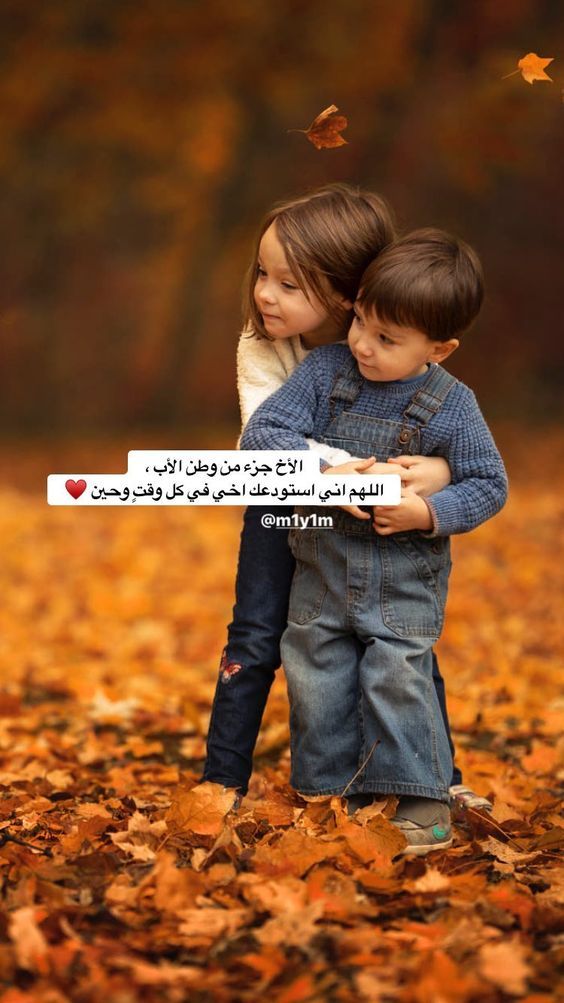 الأخ جزء من وطن الأب ،
اللهم اني استودعك اخي في كل وقتٍ وحين ♥️
@m1y1m